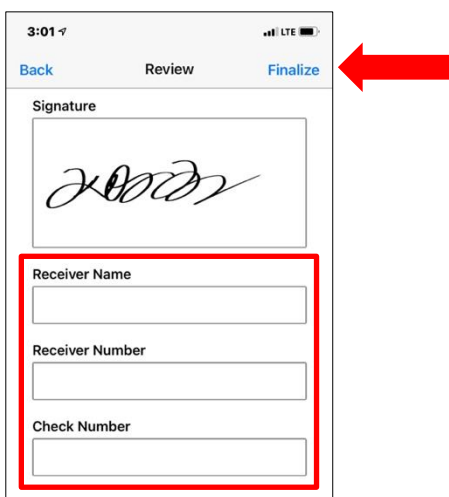 3:01 LTE
Back Review Finalize
Signature
Receiver Name
Receiver Number
Check Number